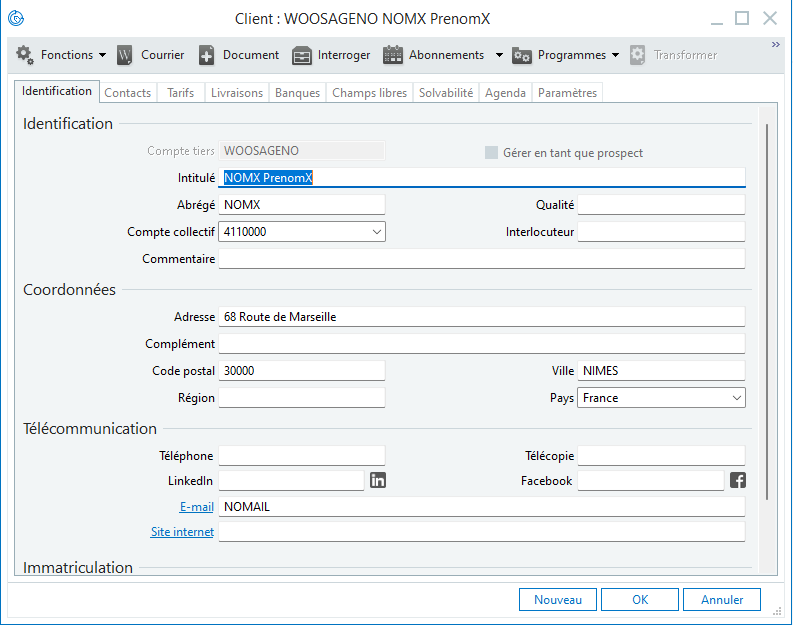 Client : WOOSAGENO NOMX PrenomX
Fonctions Courrier Document Interroger Abonnements Programmes Transformer
Identification Contacts Tarifs Livraisons Banques Champs libres Solvabilité Agenda Paramètres
Identification
Compte tiers WOOSAGENO Gérer en tant que prospect
Intitulé NOMX PrenomX
Abrégé NOMX Qualité
Compte collectif 4110000 Interlocuteur
Commentaire
Coordonnées
Adresse 68 Route de Marseille
Complément
Code postal 30000 Ville NIMES
Région Pays France
Télécommunication
Téléphone Télécopie
LinkedIn in Facebook f
E-mail NOMAIL
Site internet
Immatriculation
Nouveau OK Annuler